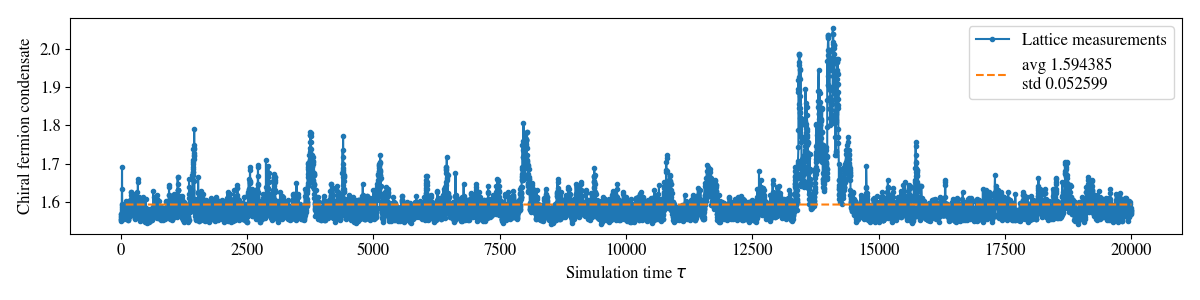 Chiral fermion condensate
2.0
1.9
1.8
1.7
1.6
Lattice measurements
avg 1.594385
std 0.052599
0 2500 5000 7500 10000 12500 15000 17500 20000
Simulation time τ